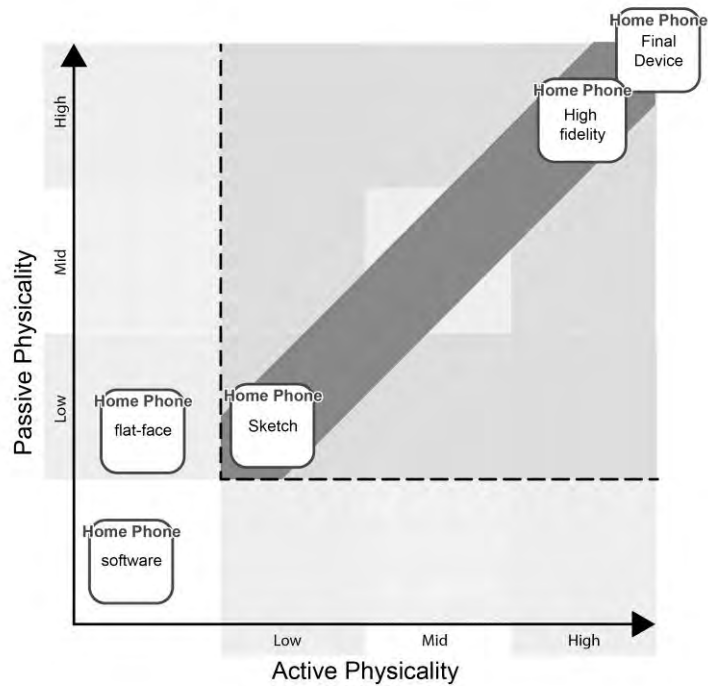 Home Phone
Final
Device
Home Phone
High
fidelity
High
Mid
Low
Passive Physicality
Home Phone
flat-face
Home Phone
Sketch
Home Phone
software
Low
Mid
High
Active Physicality